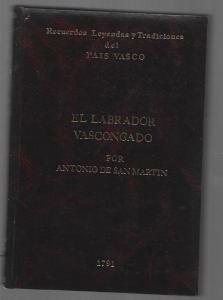 Recuerdos Leyendas y Tradiciones
del
PAIS VASCO
EL LABRADOR
VASCONGADO
POR
ANTONIO DE SAN MARTIN
1791